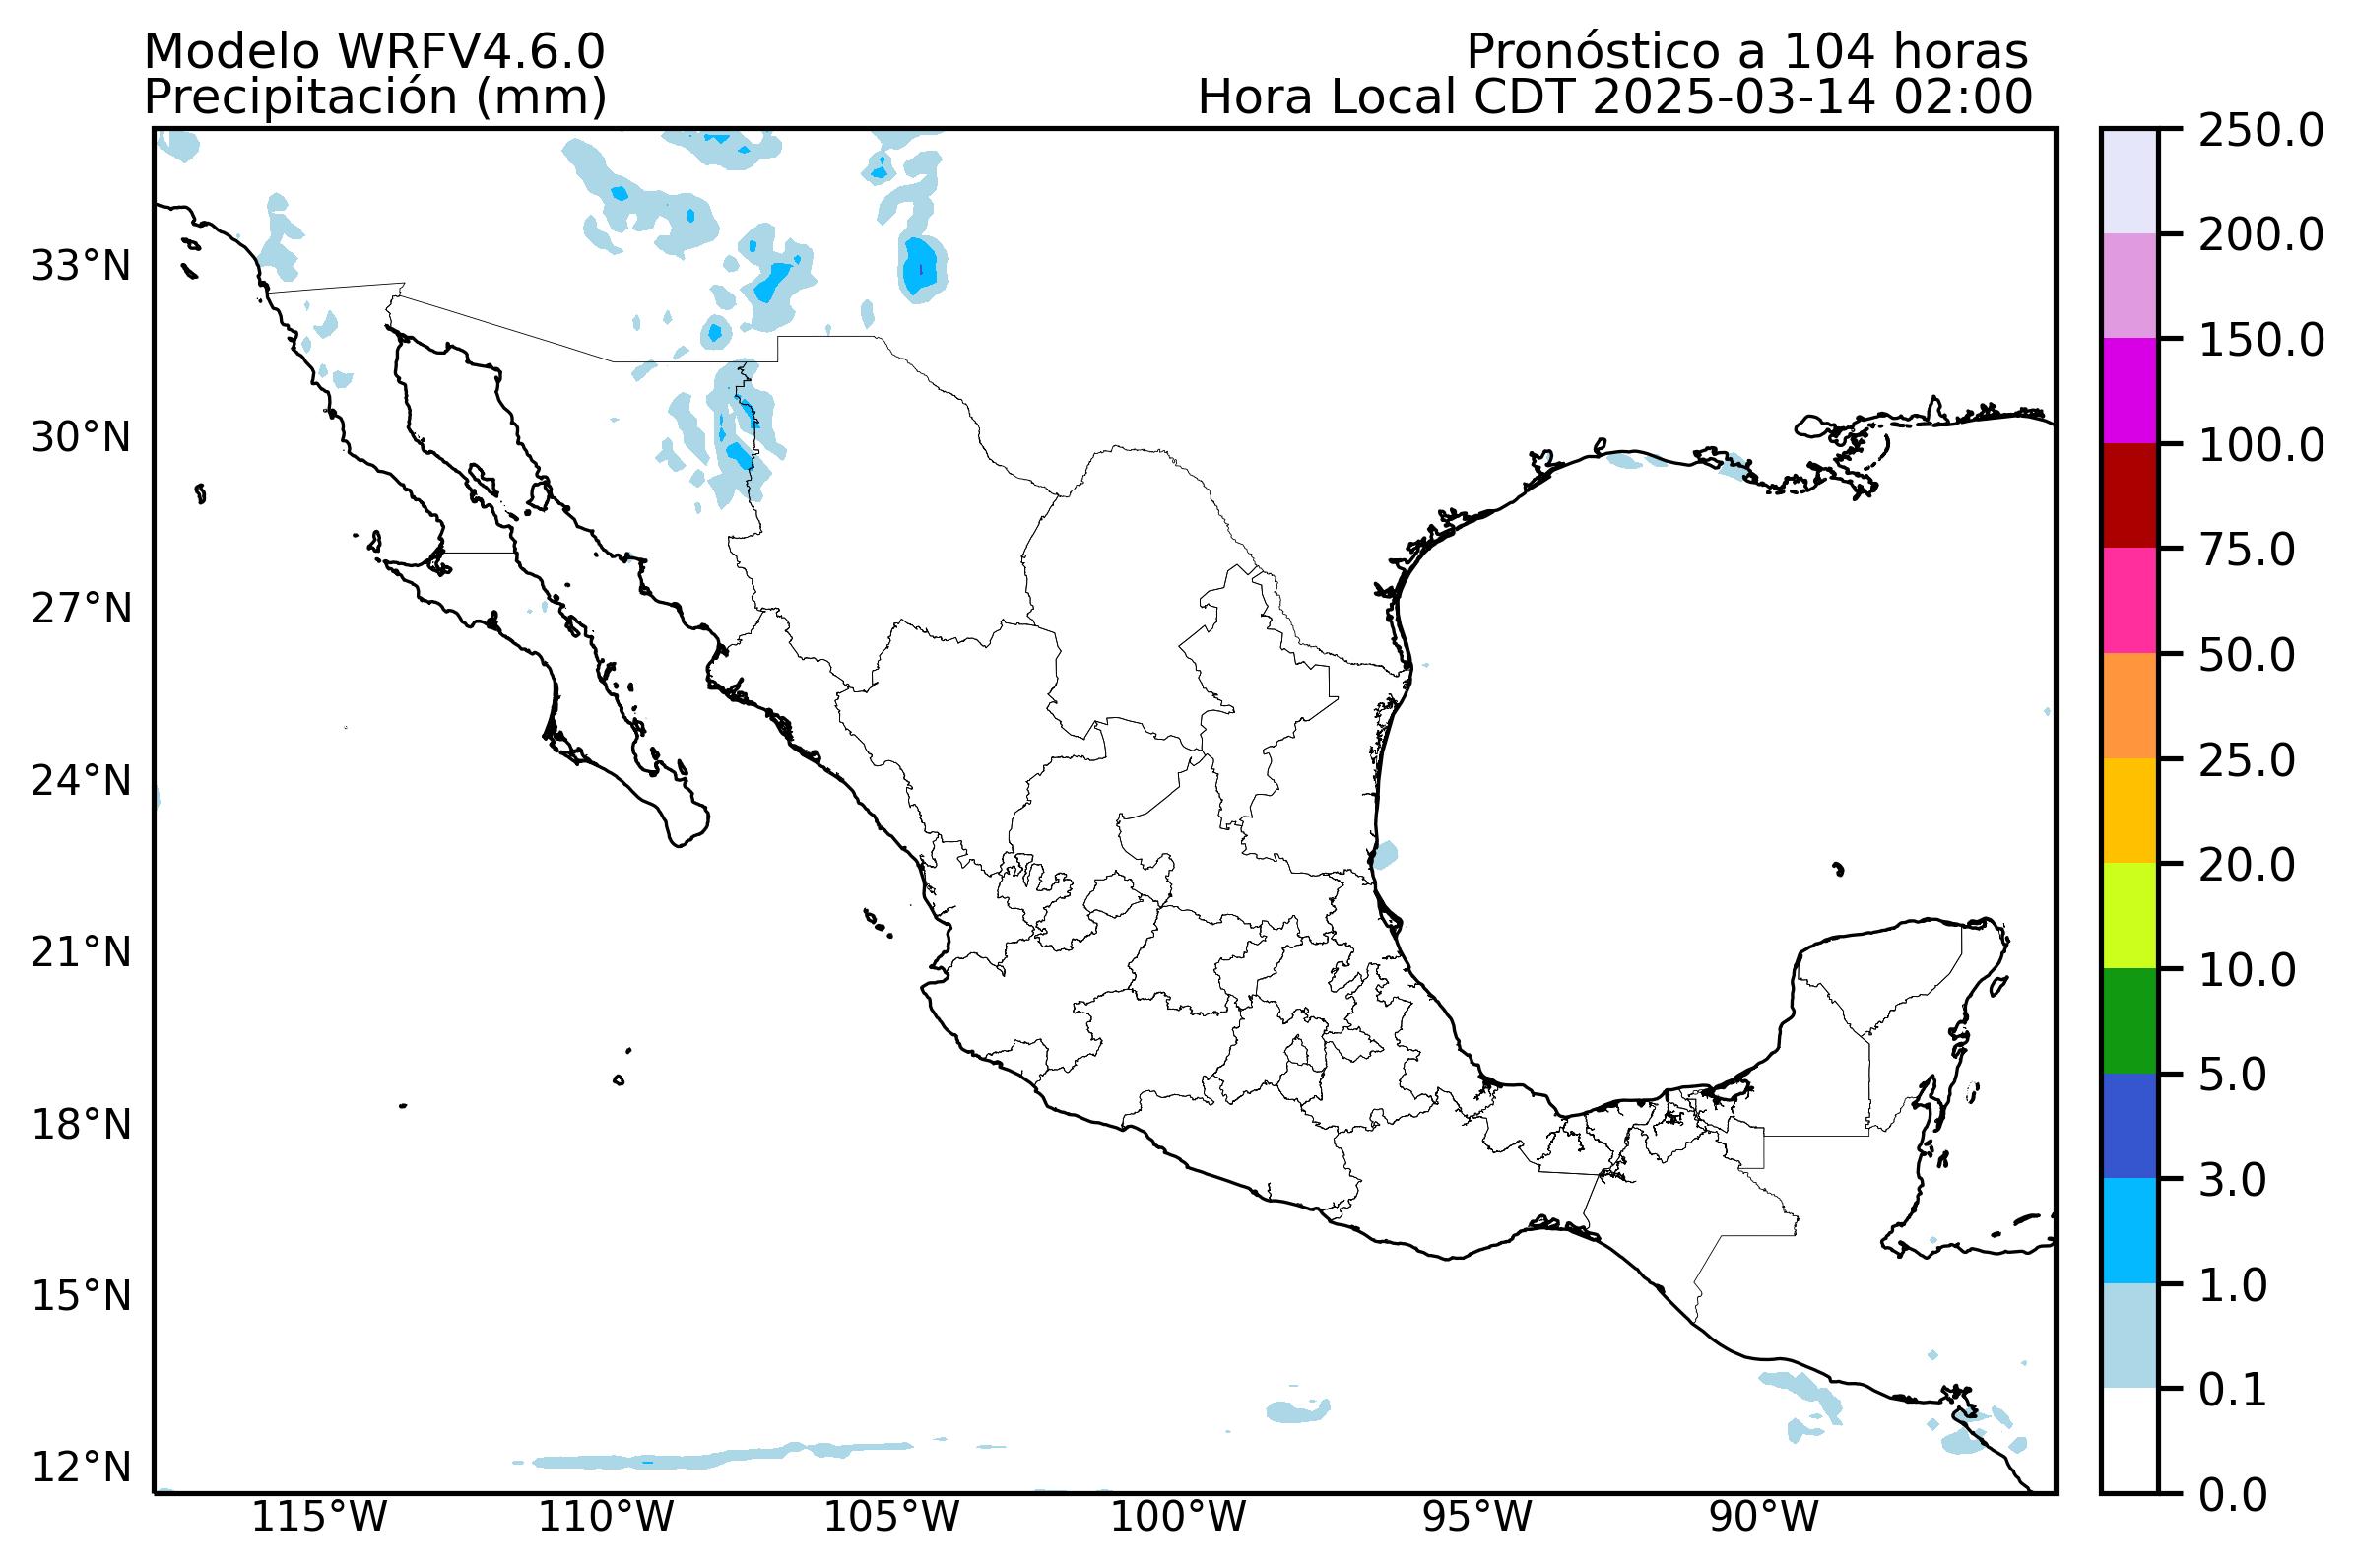 Modelo WRFV4.6.0
Precipitación (mm)
Pronóstico a 104 horas
Hora Local CDT 2025-03-14 02:00
33°N
30°N
27°N
24°N
21°N
18°N
15°N
12°N
115°W
110°W
105°W
100°W
95°W
90°W
250.0
200.0
150.0
100.0
75.0
50.0
25.0
20.0
10.0
5.0
3.0
1.0
0.1
0.0